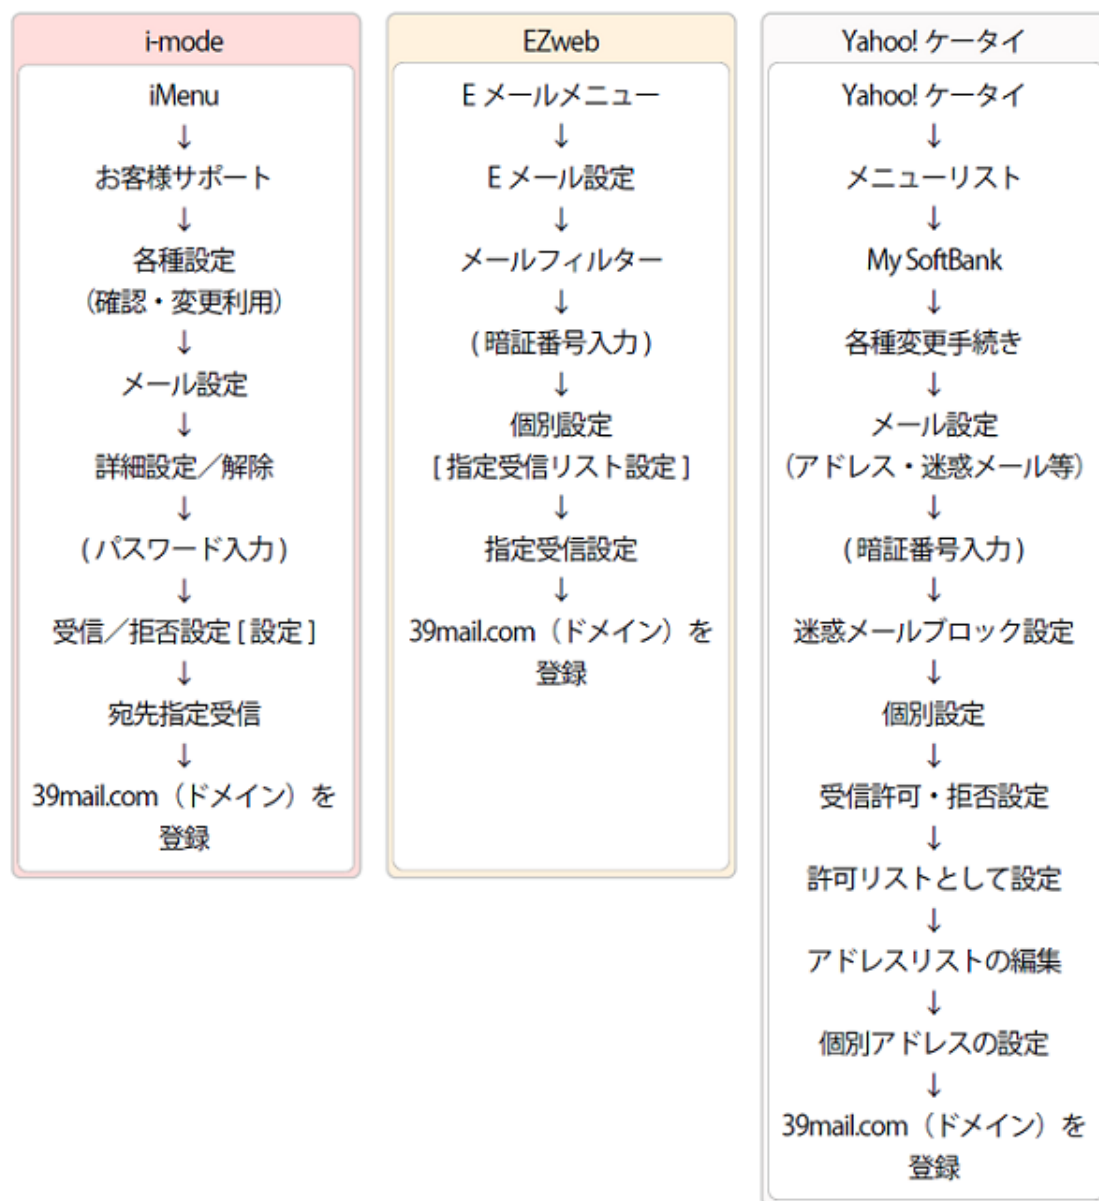 i-mode
iMenu
↓
お客様サポート
↓
各種設定
（確認・変更利用）
↓
メール設定
↓
詳細設定／解除
↓
( パスワード入力 )
↓
受信／拒否設定 [ 設定 ]
↓
宛先指定受信
↓
39mail.com（ドメイン）を
登録
EZweb
E メールメニュー
↓
E メール設定
↓
メールフィルター
↓
( 暗証番号入力 )
↓
個別設定
[ 指定受信リスト設定 ]
↓
指定受信設定
↓
39mail.com（ドメイン）を
登録
Yahoo! ケータイ
Yahoo! ケータイ
↓
メニューリスト
↓
My SoftBank
↓
各種変更手続き
↓
メール設定
（アドレス・迷惑メール等）
↓
( 暗証番号入力 )
↓
迷惑メールブロック設定
↓
個別設定
↓
受信許可・拒否設定
↓
許可リストとして設定
↓
アドレスリストの編集
↓
個別アドレスの設定
↓
39mail.com（ドメイン）を
登録